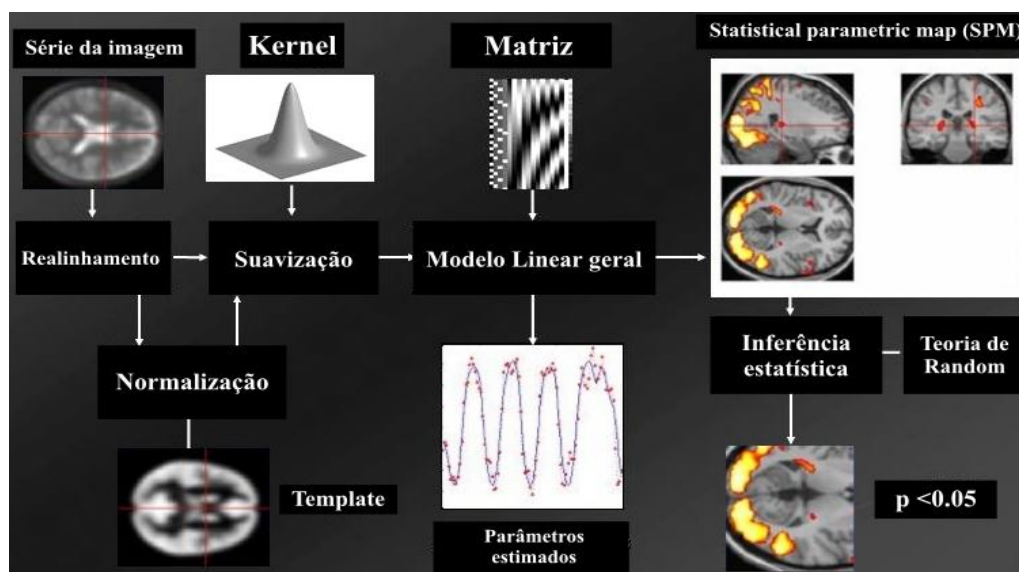 Série da imagem
Kernel
Matriz
Statistical parametric map (SPM)
Realinhamento
Suavização
Modelo Linear geral
Normalização
Inferência
estatística
Teoria de
Random
Template
Parâmetros
estimados
p <0.05